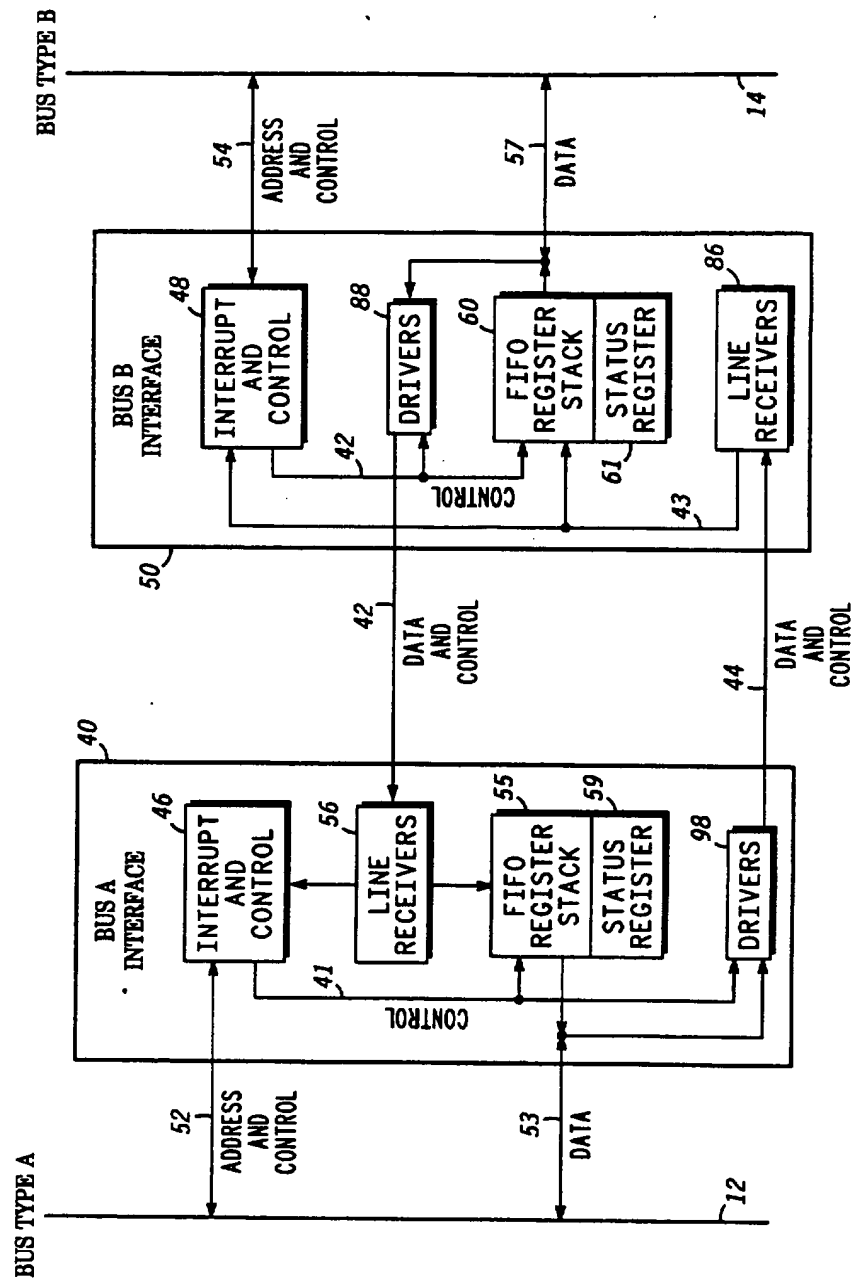 BUS TYPE A
BUS TYPE B
12
14
52
ADDRESS
AND
CONTROL
53
DATA
40
BUS A
INTERFACE
46
INTERRUPT
AND
CONTROL
41
CONTROL
56
LINE
RECEIVERS
55
FIFO
REGISTER
STACK
59
STATUS
REGISTER
98
DRIVERS
42
DATA
AND
CONTROL
44
DATA
AND
CONTROL
50
BUS B
INTERFACE
48
INTERRUPT
AND
CONTROL
42
CONTROL
88
DRIVERS
60
FIFO
REGISTER
STACK
61
STATUS
REGISTER
43
86
LINE
RECEIVERS
54
ADDRESS
AND
CONTROL
57
DATA